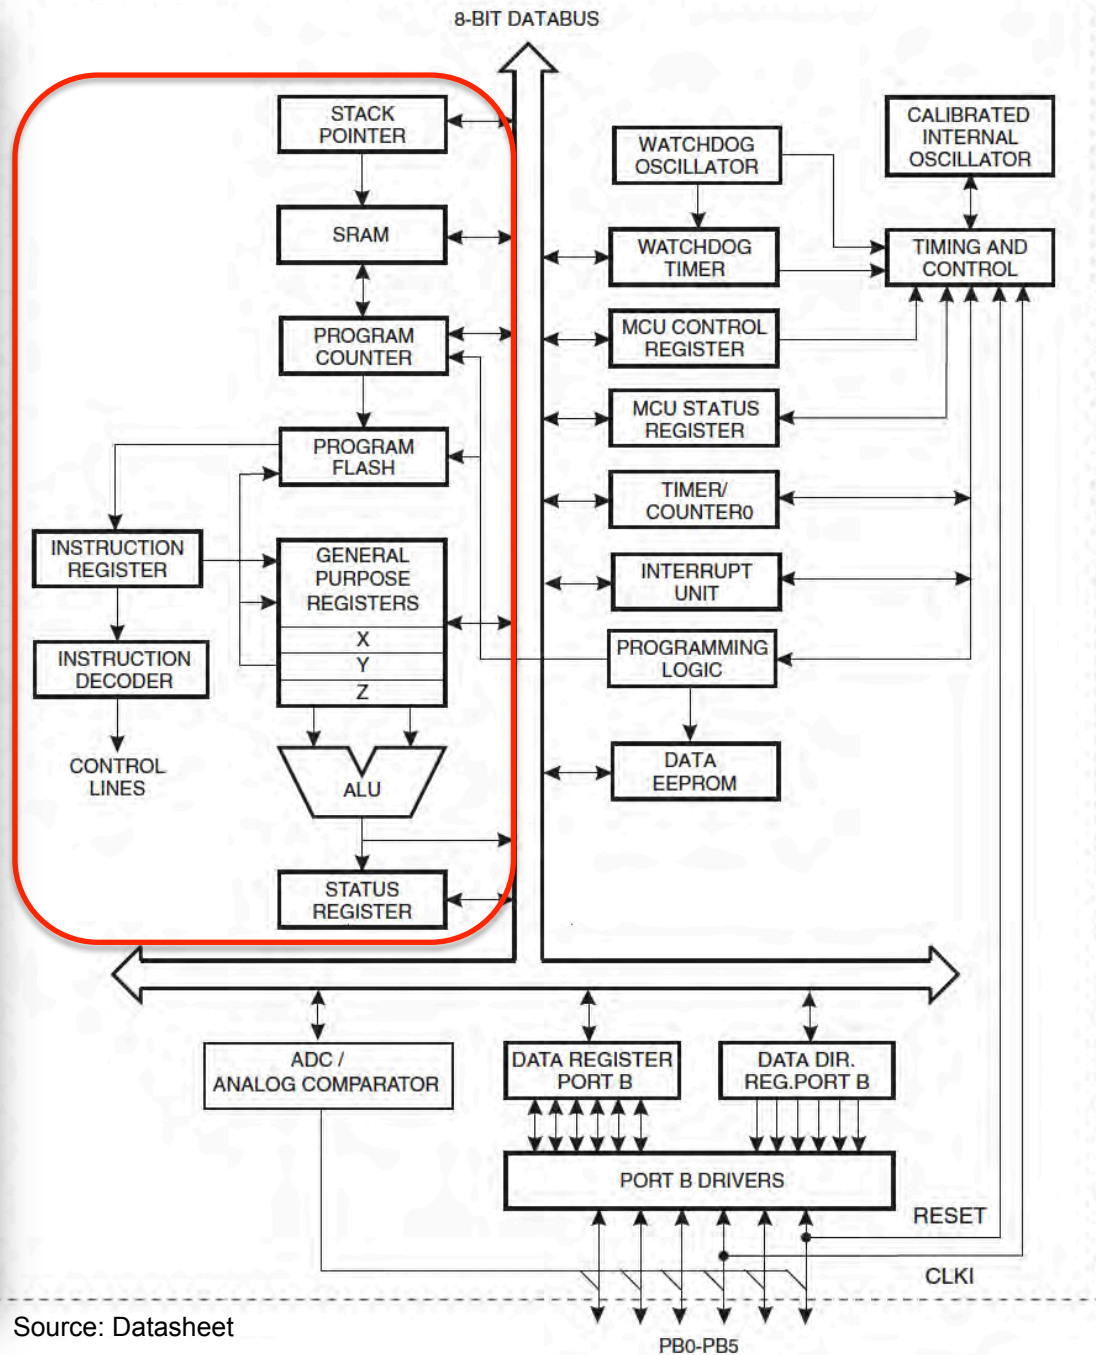 8-BIT DATABUS
STACK
POINTER
SRAM
PROGRAM
COUNTER
PROGRAM
FLASH
INSTRUCTION
REGISTER
GENERAL
PURPOSE
REGISTERS
X
Y
Z
INSTRUCTION
DECODER
CONTROL
LINES
ALU
STATUS
REGISTER
WATCHDOG
OSCILLATOR
CALIBRATED
INTERNAL
OSCILLATOR
WATCHDOG
TIMER
TIMING AND
CONTROL
MCU CONTROL
REGISTER
MCU STATUS
REGISTER
TIMER/
COUNTER0
INTERRUPT
UNIT
PROGRAMMING
LOGIC
DATA
EEPROM
ADC /
ANALOG COMPARATOR
DATA REGISTER
PORT B
DATA DIR.
REG.PORT B
PORT B DRIVERS
RESET
CLKI
Source: Datasheet
PB0-PB5